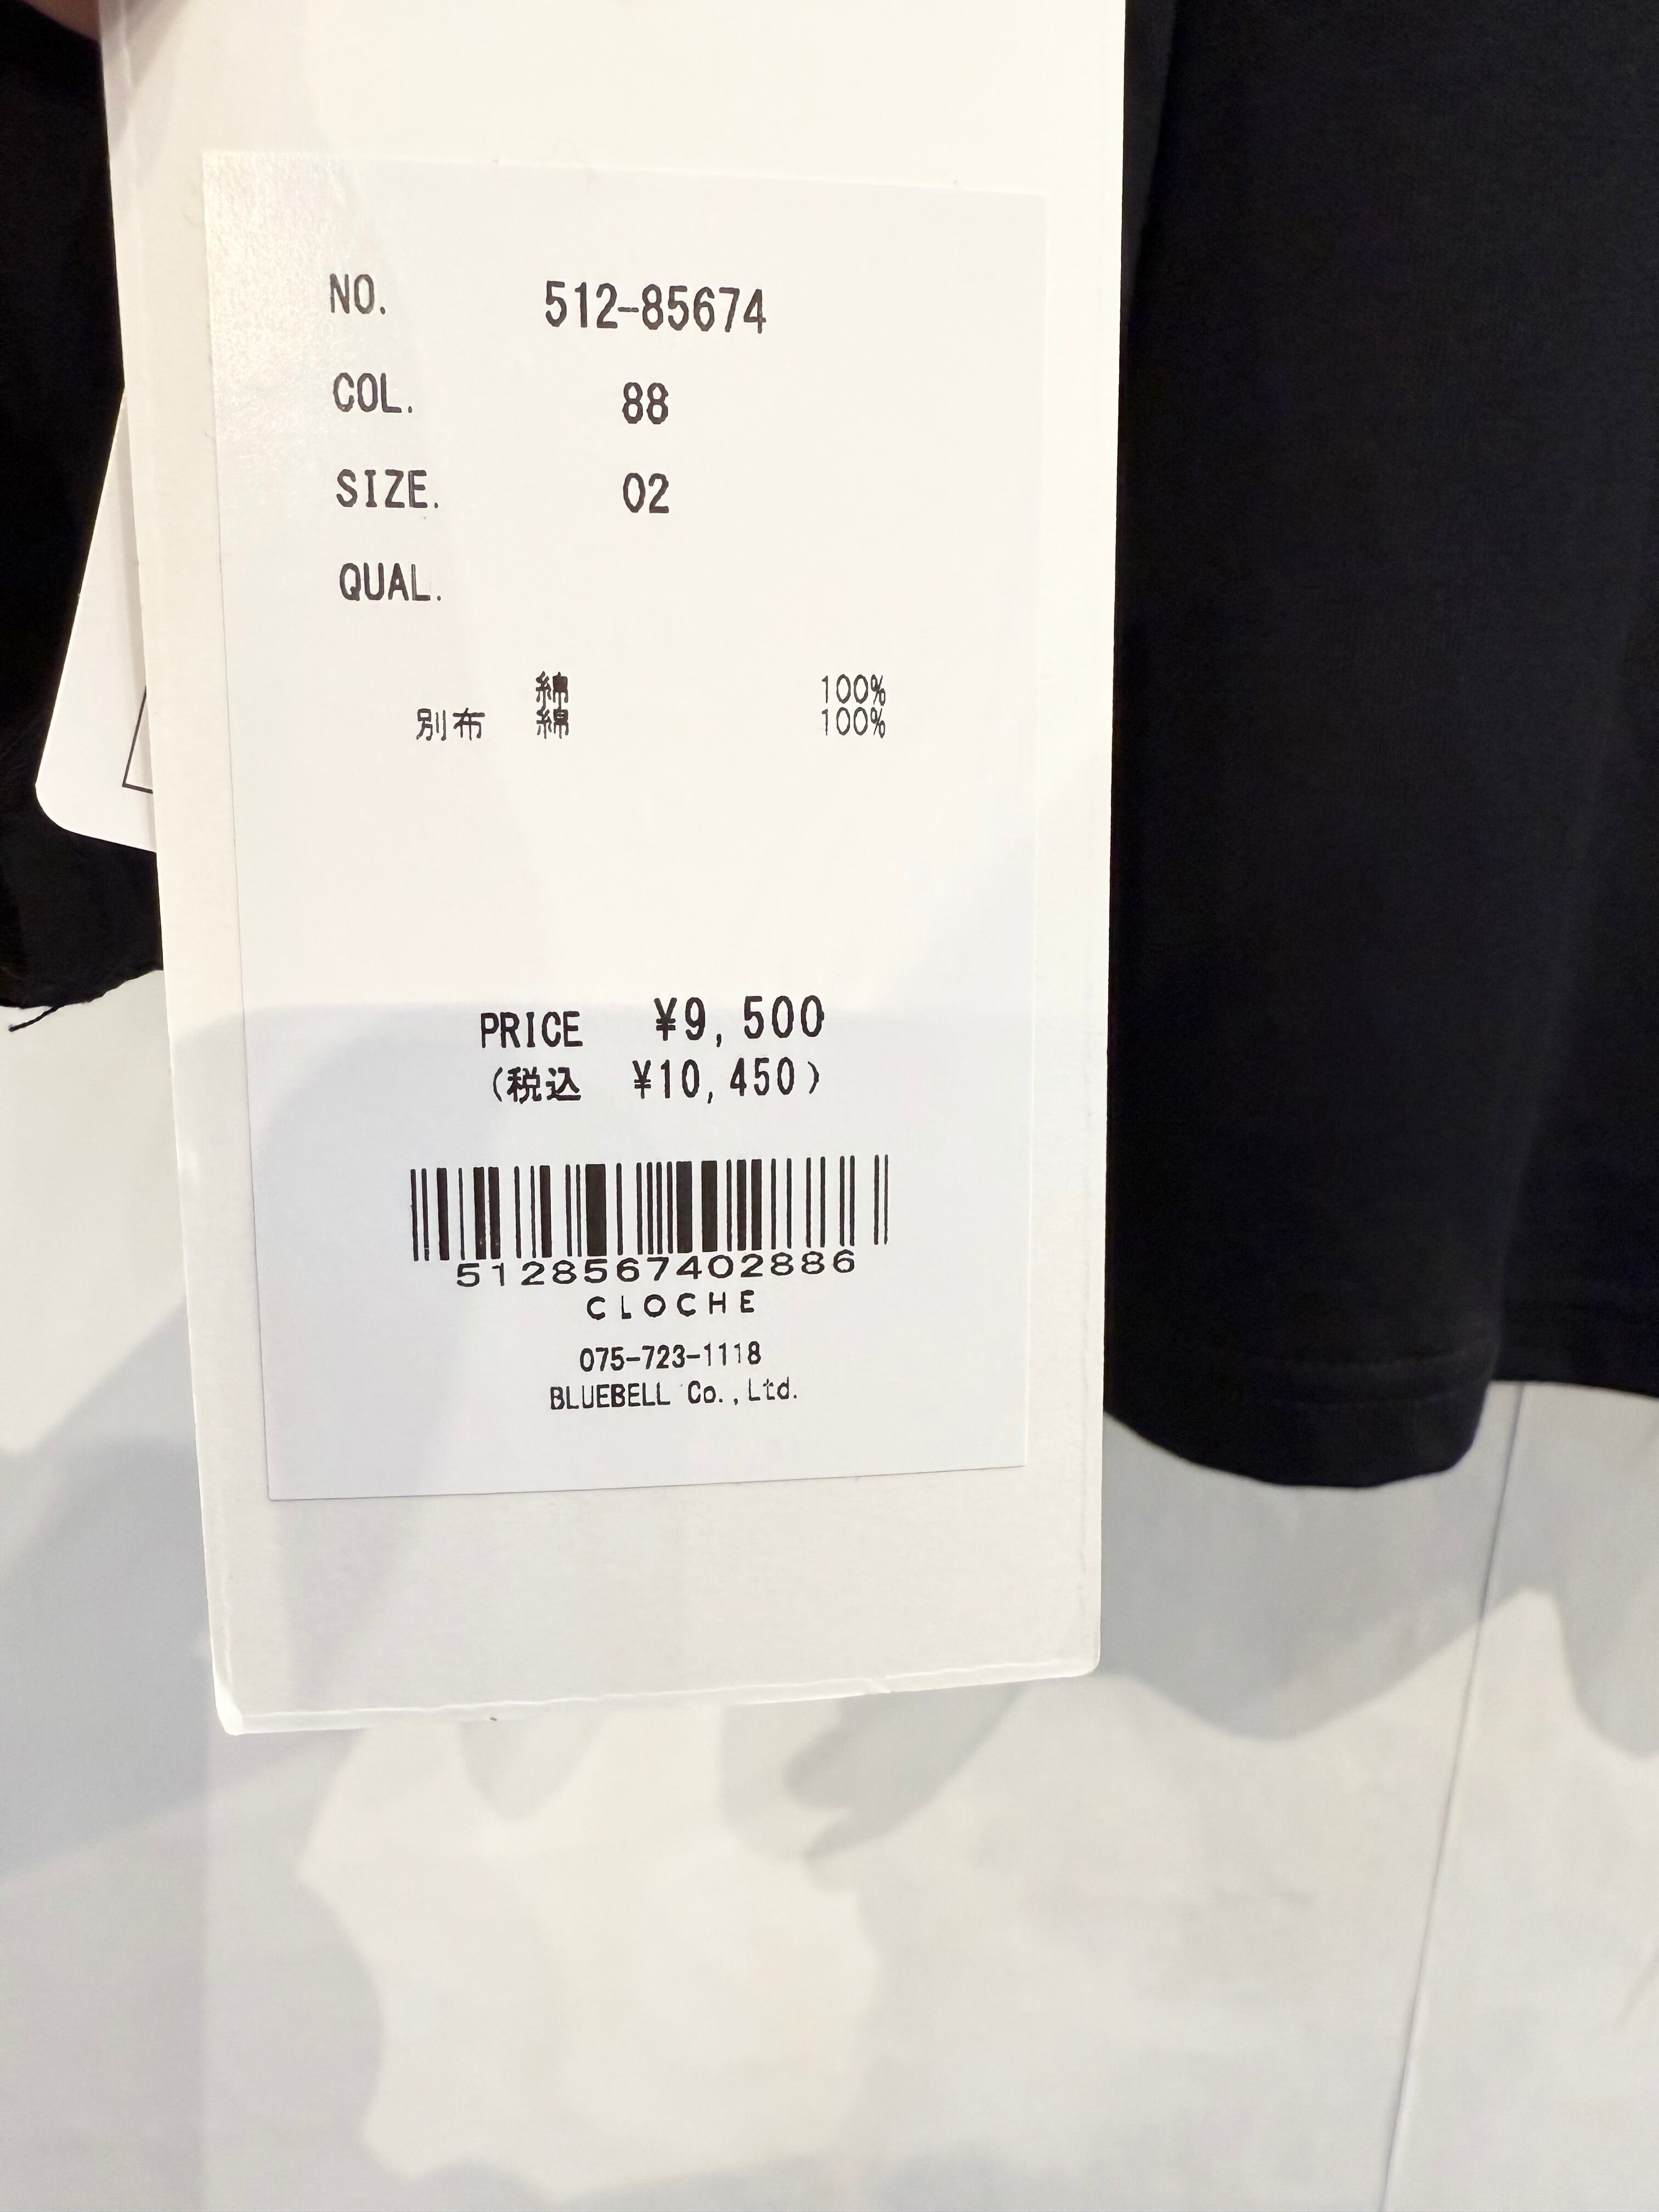 NO. 512-85674
COL. 88
SIZE. 02
QUAL.
綿 100%
別布 綿 100%
PRICE ¥9,500
(税込 ¥10,450)
5128567402886
CLOCHE
075-723-1118
BLUEBELL Co.,Ltd.